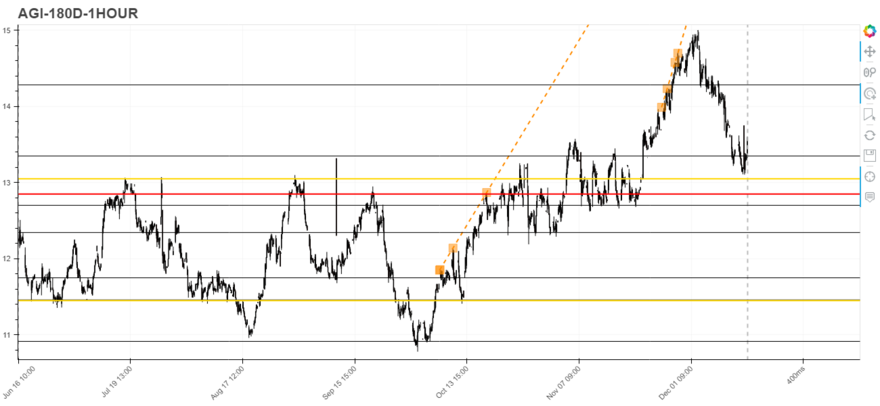 AGI-180D-1HOUR
15
14
13
12
11
Jun 16 10:00
Jul 19 13:00
Aug 17 12:00
Sep 15 15:00
Oct 13 15:00
Nov 07 09:00
Dec 01 09:00
400ms